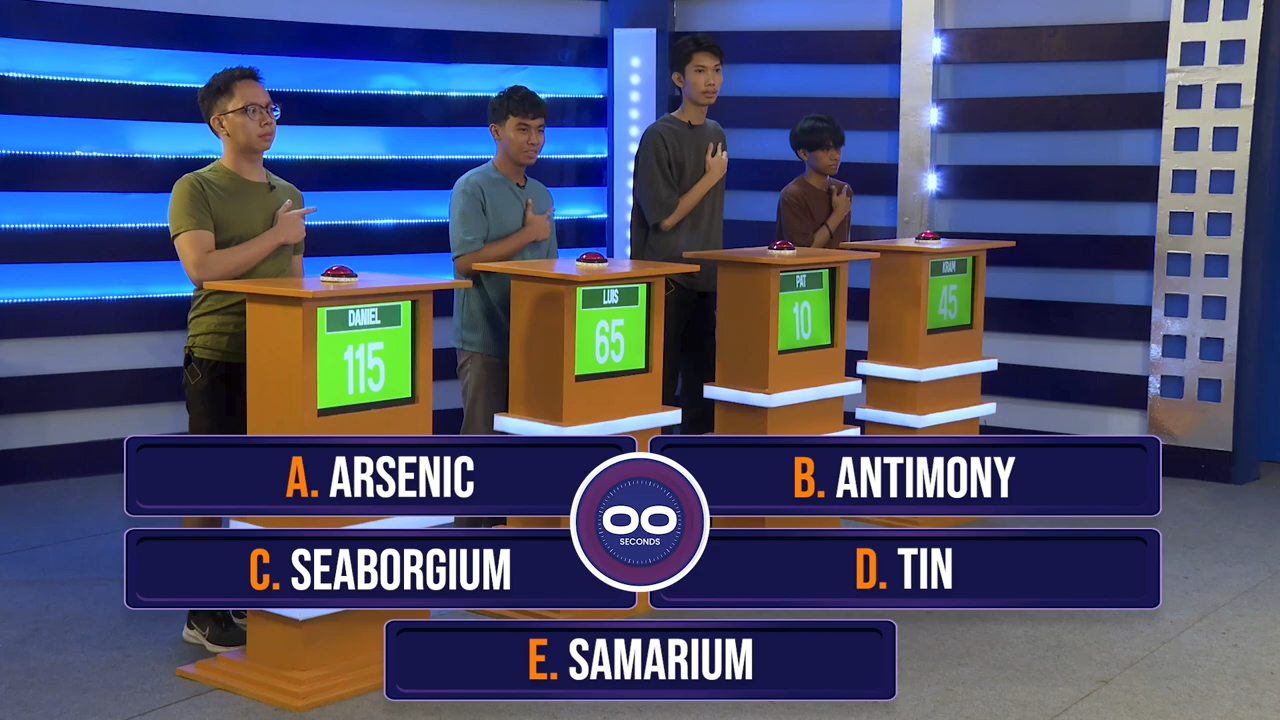 DANIEL
115
LUIS
65
PAT
10
KRAM
45
A. ARSENIC
B. ANTIMONY
00
SECONDS
C. SEABORGIUM
D. TIN
E. SAMARIUM